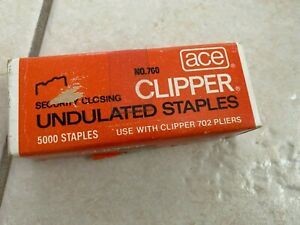 ace®
NO. 760 CLIPPER®
SECURITY CLOSING
UNDULATED STAPLES
5000 STAPLES USE WITH CLIPPER 702 PLIERS